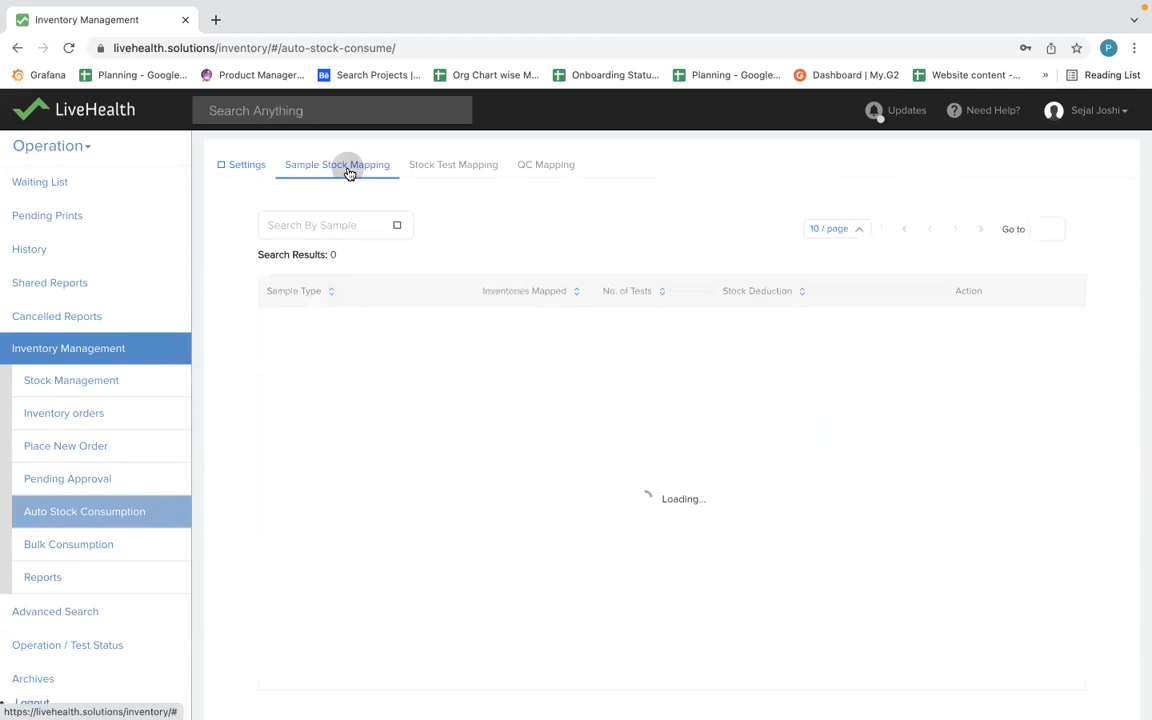 Inventory Management
livehealth.solutions/inventory/#/auto-stock-consume/
P
Grafana
Planning - Google...
Product Manager...
Bē
Search Projects |...
Org Chart wise M...
Onboarding Statu...
Planning - Google...
Dashboard | My.G2
Website content -...
»
Reading List
LiveHealth
Search Anything
Updates
Need Help?
Sejal Joshi
Operation
Settings
Sample Stock Mapping
Stock Test Mapping
QC Mapping
Waiting List
Pending Prints
History
Shared Reports
Cancelled Reports
Inventory Management
Stock Management
Inventory orders
Place New Order
Pending Approval
Auto Stock Consumption
Bulk Consumption
Reports
Advanced Search
Operation / Test Status
Archives
Logout
https://livehealth.solutions/inventory/#
Search By Sample
10 / page
Go to
Search Results: 0
Sample Type
Inventories Mapped
No. of Tests
Stock Deduction
Action
Loading...